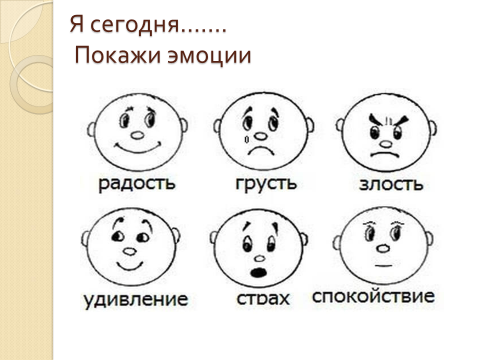 Я сегодня.......
Покажи эмоции
радость грусть злость
удивление страх спокойствие